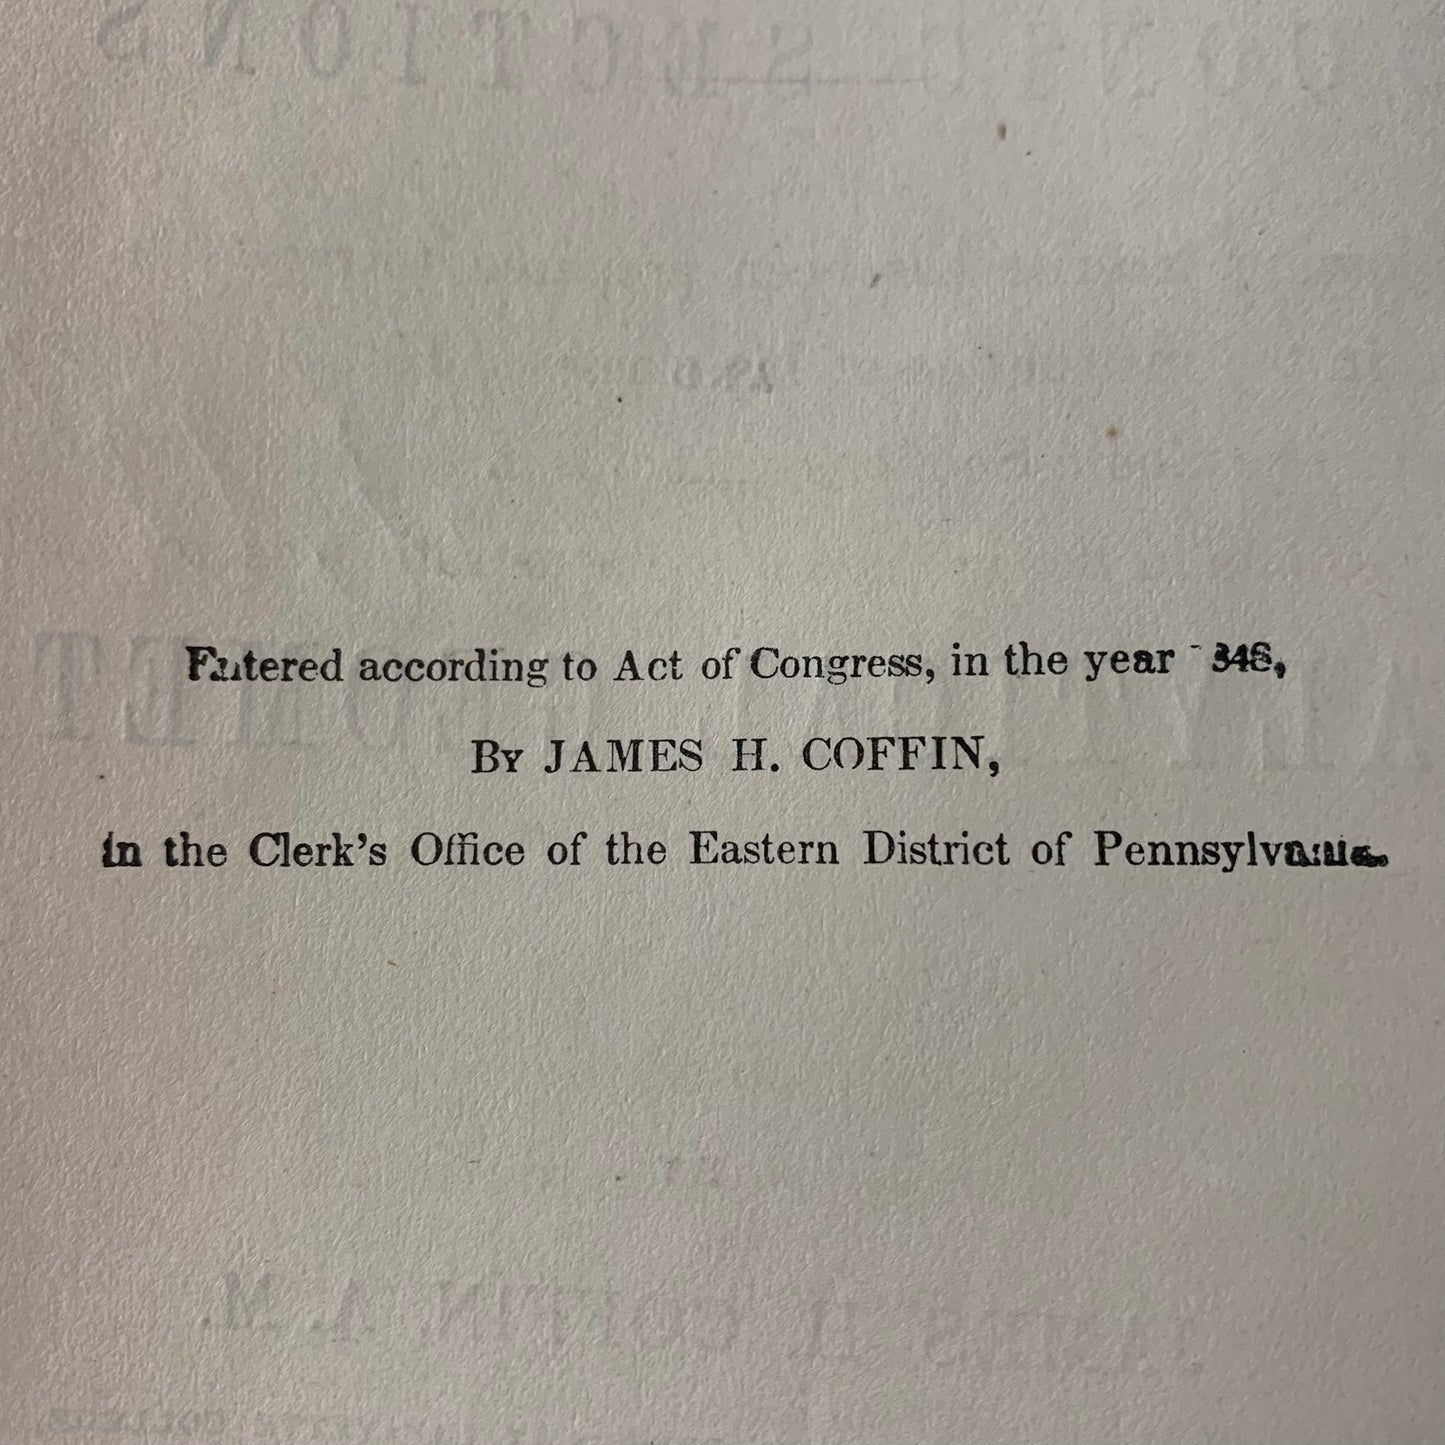 Entered according to Act of Congress, in the year 1848,
By JAMES H. COFFIN,
in the Clerk's Office of the Eastern District of Pennsylvania.